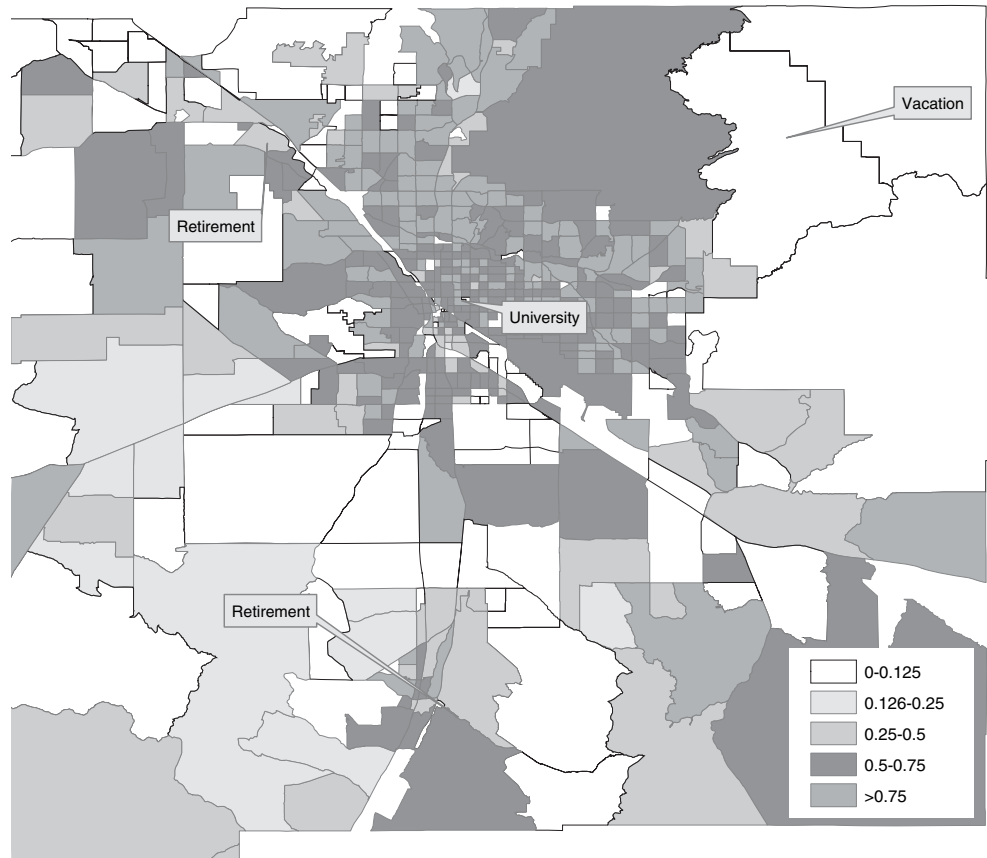 Vacation
Retirement
University
Retirement
0-0.125
0.126-0.25
0.25-0.5
0.5-0.75
>0.75